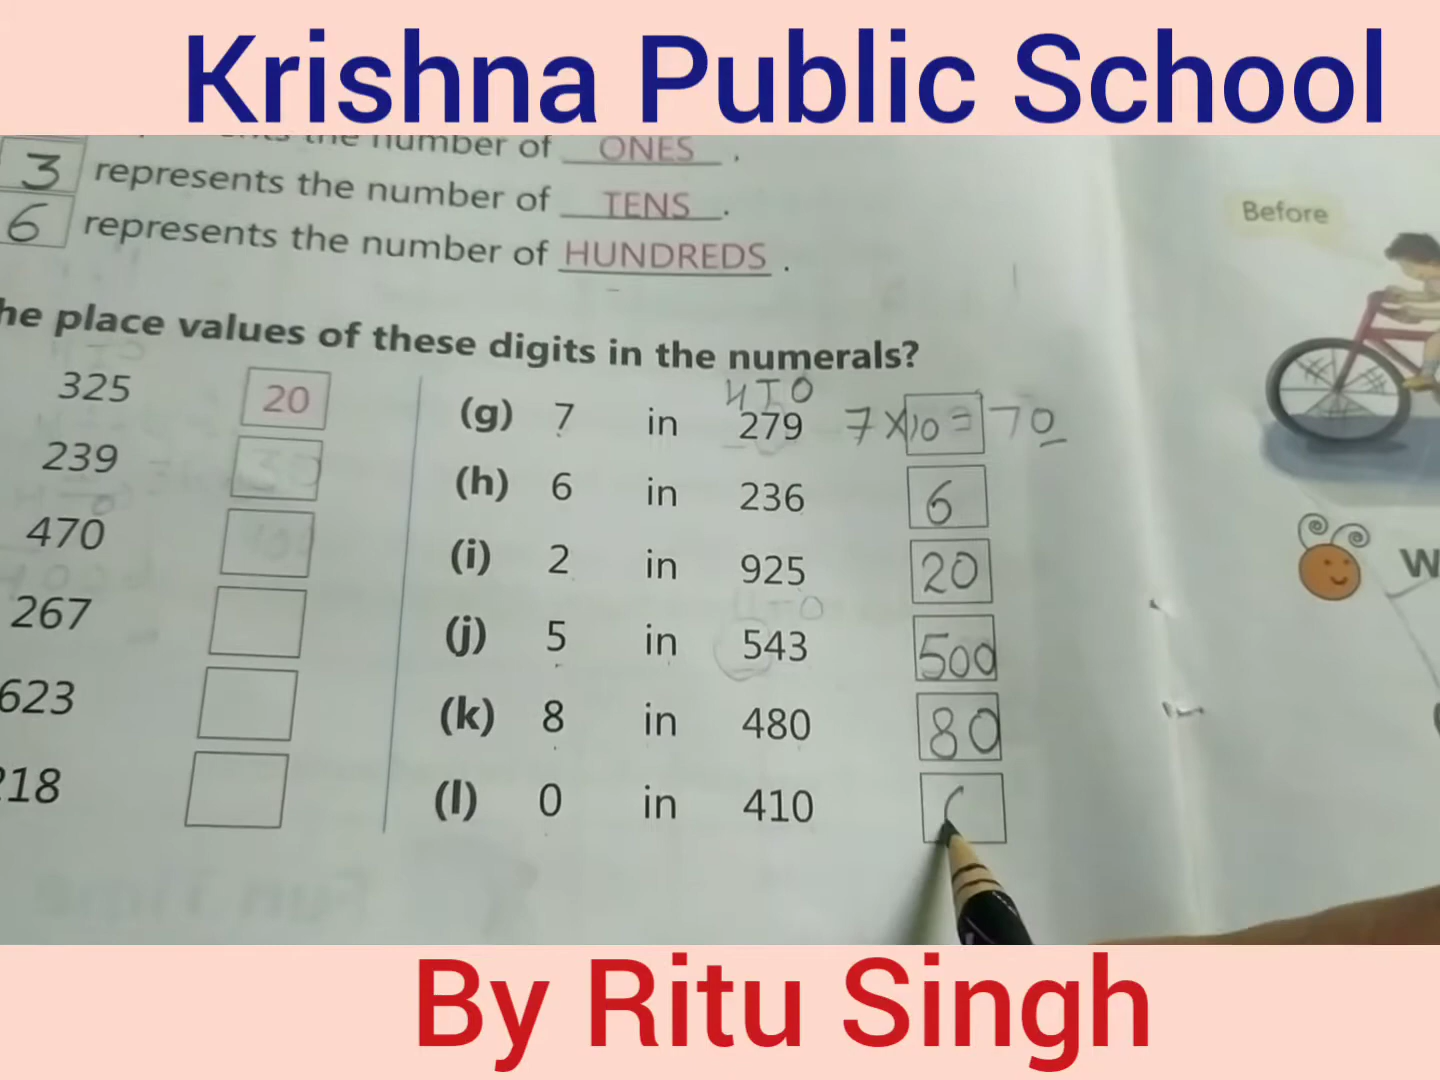 Krishna Public School
the number of ONES .
3 represents the number of TENS .
6 represents the number of HUNDREDS .
Before
he place values of these digits in the numerals?
H T O
325 20 (g) 7 in 279 7 × 10 = 70
239 (h) 6 in 236 6
470 (i) 2 in 925 20
267 (j) 5 in 543 500
623 (k) 8 in 480 80
218 (l) 0 in 410
W
By Ritu Singh